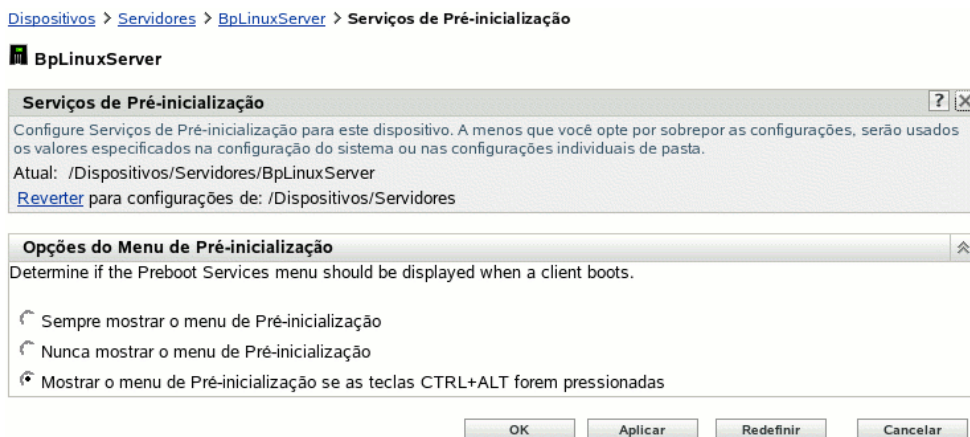 Dispositivos > Servidores > BpLinuxServer > Serviços de Pré-inicialização
BpLinuxServer
Serviços de Pré-inicialização
Configure Serviços de Pré-inicialização para este dispositivo. A menos que você opte por sobrepor as configurações, serão usados
os valores especificados na configuração do sistema ou nas configurações individuais de pasta.
Atual: /Dispositivos/Servidores/BpLinuxServer
Reverter para configurações de: /Dispositivos/Servidores
Opções do Menu de Pré-inicialização
Determine if the Preboot Services menu should be displayed when a client boots.
Sempre mostrar o menu de Pré-inicialização
Nunca mostrar o menu de Pré-inicialização
Mostrar o menu de Pré-inicialização se as teclas CTRL+ALT forem pressionadas
OK Aplicar Redefinir Cancelar